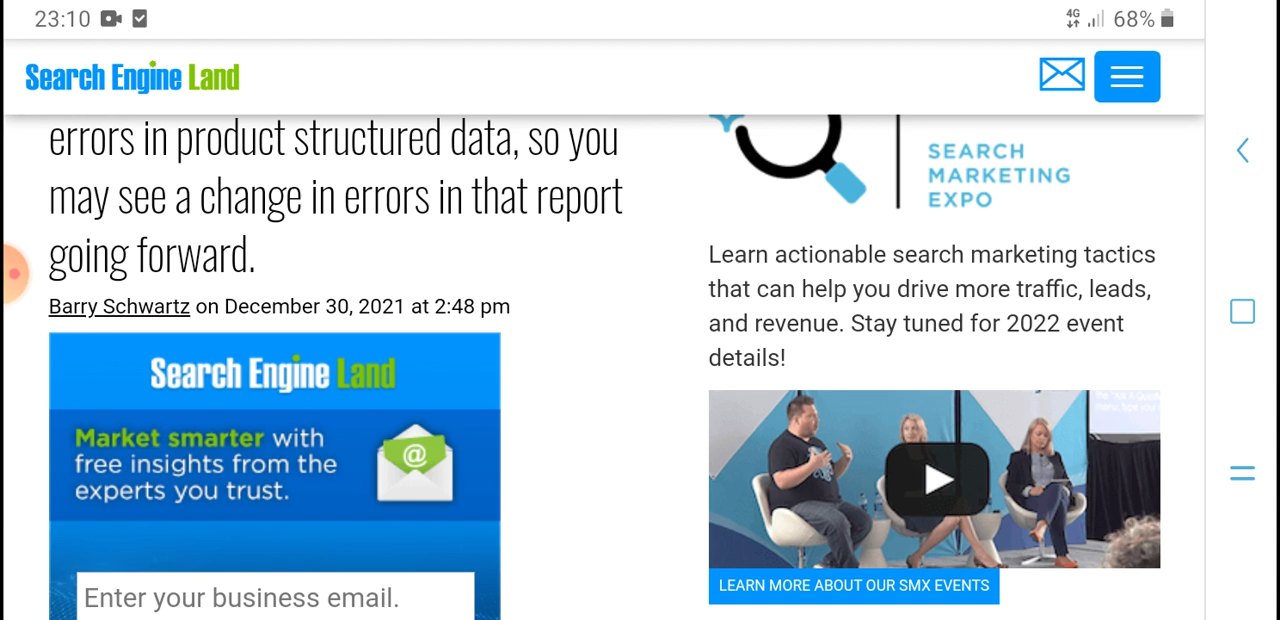 23:10
4G
68%
Search Engine Land
errors in product structured data, so you
may see a change in errors in that report
going forward.
Barry Schwartz on December 30, 2021 at 2:48 pm
Search Engine Land
Market smarter with
free insights from the
experts you trust.
@
Enter your business email.
SEARCH
MARKETING
EXPO
Learn actionable search marketing tactics
that can help you drive more traffic, leads,
and revenue. Stay tuned for 2022 event
details!
LEARN MORE ABOUT OUR SMX EVENTS